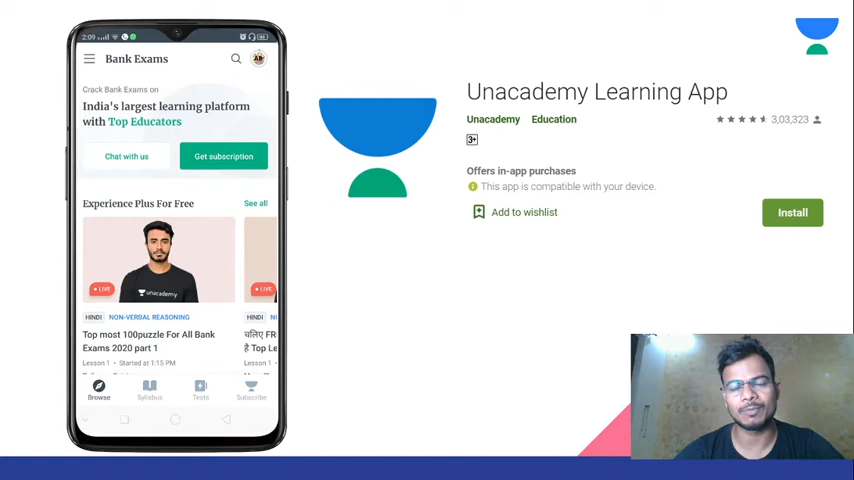 2:09
Bank Exams
Crack Bank Exams on
India's largest learning platform
with Top Educators
Chat with us
Get subscription
Experience Plus For Free
See all
unacademy
LIVE
LIVE
HINDI NON-VERBAL REASONING
HINDI
Top most 100puzzle For All Bank
Exams 2020 part 1
चलिए FR
है Top Le
Lesson 1 • Started at 1:15 PM
Lesson 1 •
Browse
Syllabus
Tests
Subscribe
Unacademy Learning App
Unacademy Education
3,03,323
3+
Offers in-app purchases
This app is compatible with your device.
Add to wishlist
Install